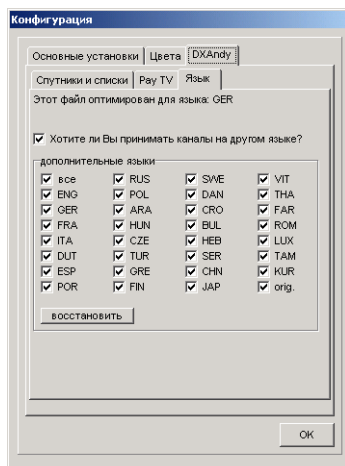 Конфигурация
Основные установки Цвета DXAndy
Спутники и списки Pay TV Язык
Этот файл оптимирован для языка: GER
Хотите ли Вы принимать каналы на другом языке?
дополнительные языки
все RUS SWE VIT
ENG POL DAN THA
GER ARA CRO FAR
FRA HUN BUL ROM
ITA CZE HEB LUX
DUT TUR SER TAM
ESP GRE CHN KUR
POR FIN JAP orig.
восстановить
OK